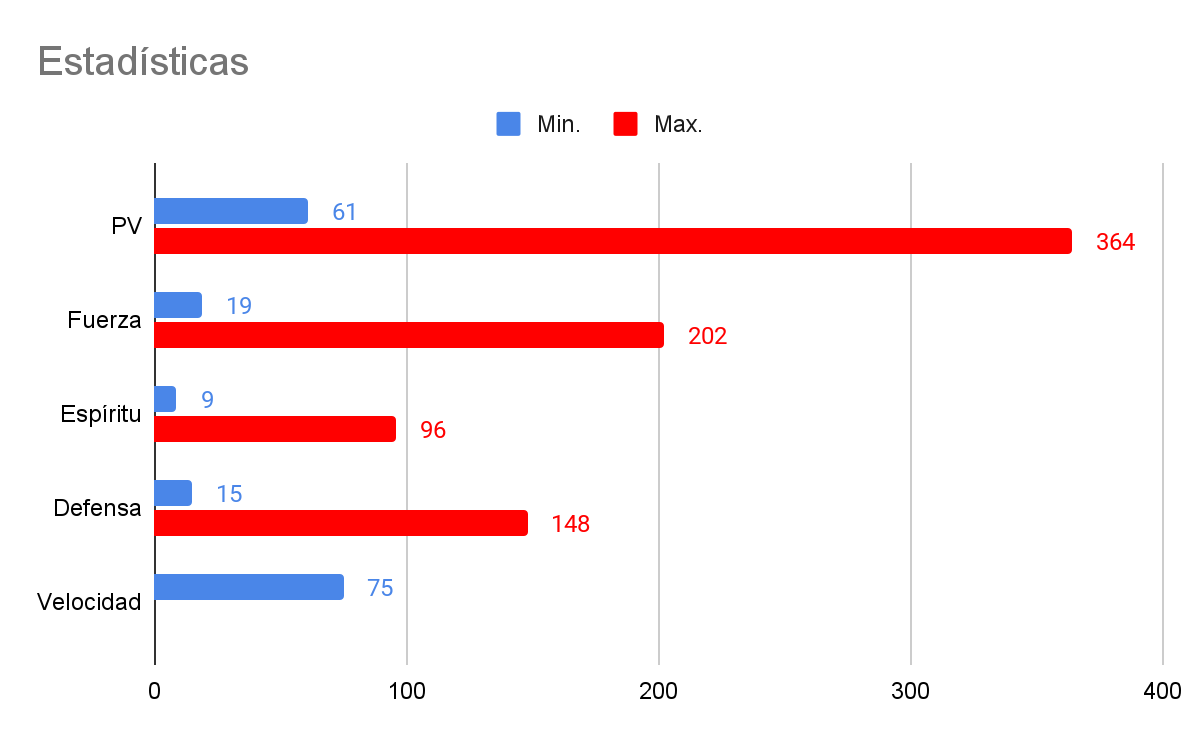 Estadísticas
Min. Max.
PV 61
364
Fuerza 19
202
Espíritu 9
96
Defensa 15
148
Velocidad 75
0 100 200 300 400